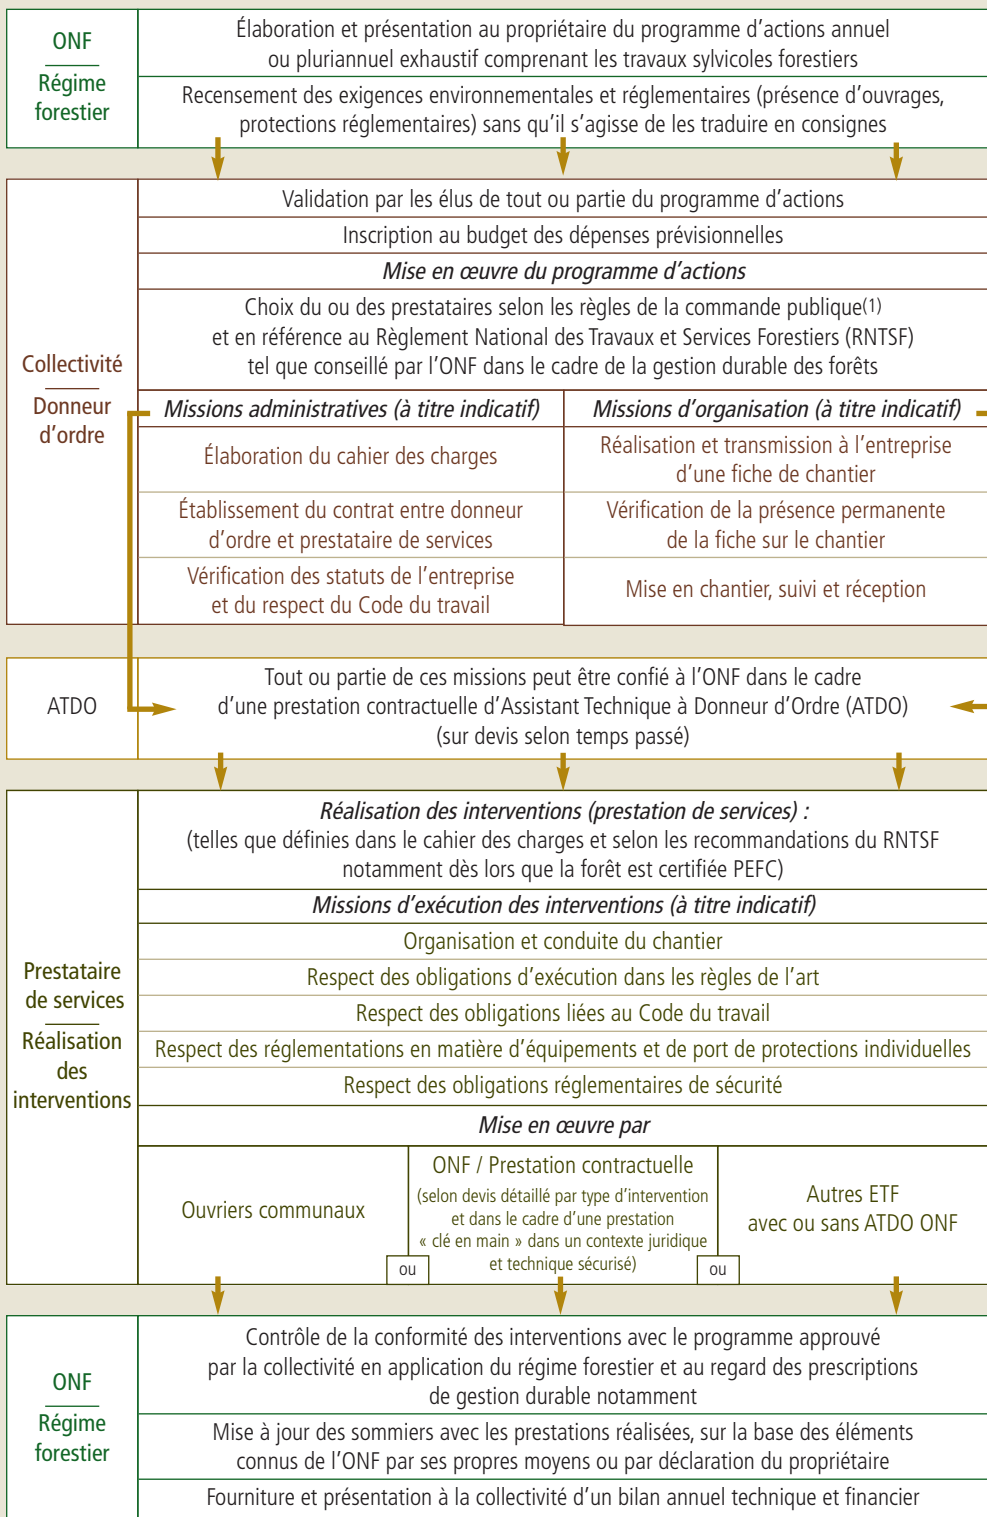 ONF
Régime
forestier
Élaboration et présentation au propriétaire du programme d'actions annuel
ou pluriannuel exhaustif comprenant les travaux sylvicoles forestiers
Recensement des exigences environnementales et réglementaires (présence d'ouvrages,
protections réglementaires) sans qu'il s'agisse de les traduire en consignes
Collectivité
Donneur
d'ordre
Validation par les élus de tout ou partie du programme d'actions
Inscription au budget des dépenses prévisionnelles
Mise en œuvre du programme d'actions
Choix du ou des prestataires selon les règles de la commande publique(1)
et en référence au Règlement National des Travaux et Services Forestiers (RNTSF)
tel que conseillé par l'ONF dans le cadre de la gestion durable des forêts
Missions administratives (à titre indicatif)
Élaboration du cahier des charges
Établissement du contrat entre donneur
d'ordre et prestataire de services
Vérification des statuts de l'entreprise
et du respect du Code du travail
Missions d'organisation (à titre indicatif)
Réalisation et transmission à l'entreprise
d'une fiche de chantier
Vérification de la présence permanente
de la fiche sur le chantier
Mise en chantier, suivi et réception
ATDO
Tout ou partie de ces missions peut être confié à l'ONF dans le cadre
d'une prestation contractuelle d'Assistant Technique à Donneur d'Ordre (ATDO)
(sur devis selon temps passé)
Prestataire
de services
Réalisation
des
interventions
Réalisation des interventions (prestation de services) :
(telles que définies dans le cahier des charges et selon les recommandations du RNTSF
notamment dès lors que la forêt est certifiée PEFC)
Missions d'exécution des interventions (à titre indicatif)
Organisation et conduite du chantier
Respect des obligations d'exécution dans les règles de l'art
Respect des obligations liées au Code du travail
Respect des réglementations en matière d'équipements et de port de protections individuelles
Respect des obligations réglementaires de sécurité
Mise en œuvre par
Ouvriers communaux
ou
ONF / Prestation contractuelle
(selon devis détaillé par type d'intervention
et dans le cadre d'une prestation
« clé en main » dans un contexte juridique
et technique sécurisé)
ou
Autres ETF
avec ou sans ATDO ONF
ONF
Régime
forestier
Contrôle de la conformité des interventions avec le programme approuvé
par la collectivité en application du régime forestier et au regard des prescriptions
de gestion durable notamment
Mise à jour des sommiers avec les prestations réalisées, sur la base des éléments
connus de l'ONF par ses propres moyens ou par déclaration du propriétaire
Fourniture et présentation à la collectivité d'un bilan annuel technique et financier